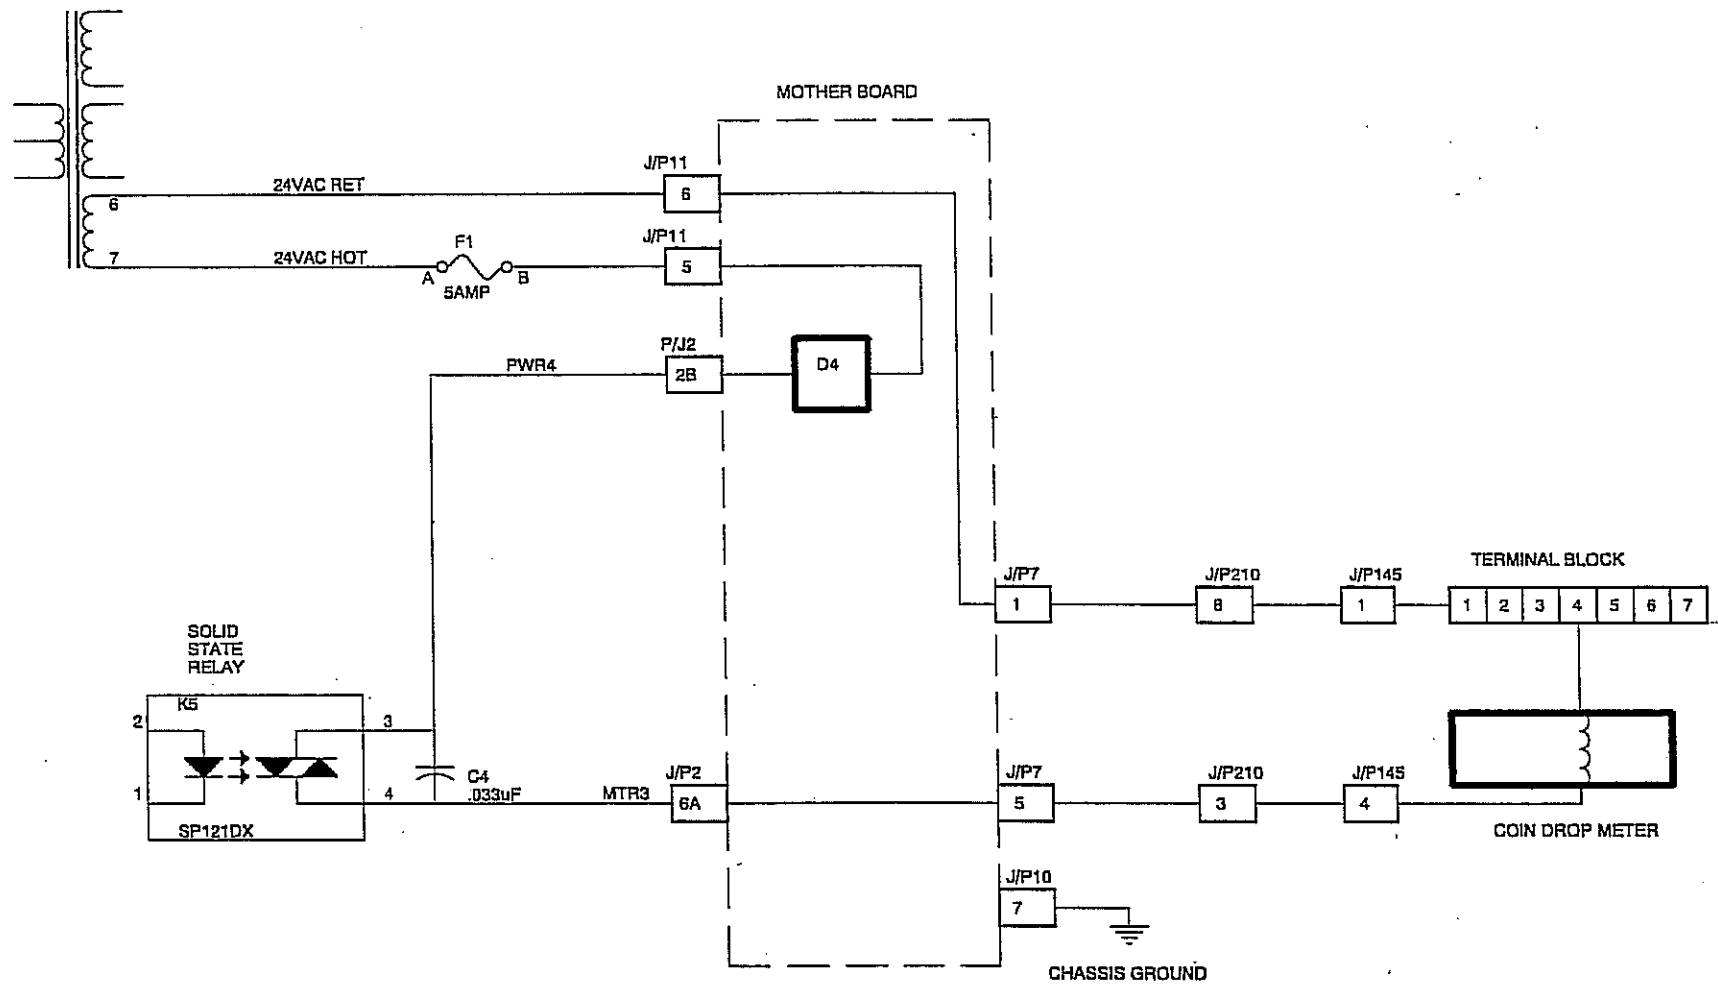 MOTHER BOARD
J/P11
24VAC RET
6
6
F1
J/P11
7
24VAC HOT
A
B
5
5AMP
P/J2
PWR4
2B
D4
TERMINAL BLOCK
J/P7
J/P210
J/P145
1
8
1
1 2 3 4 5 6 7
SOLID
STATE
RELAY
K5
2
3
J/P2
J/P7
J/P210
J/P145
1
4
C4
.033uF
MTR3
6A
5
3
4
SP121DX
COIN DROP METER
J/P10
7
CHASSIS GROUND